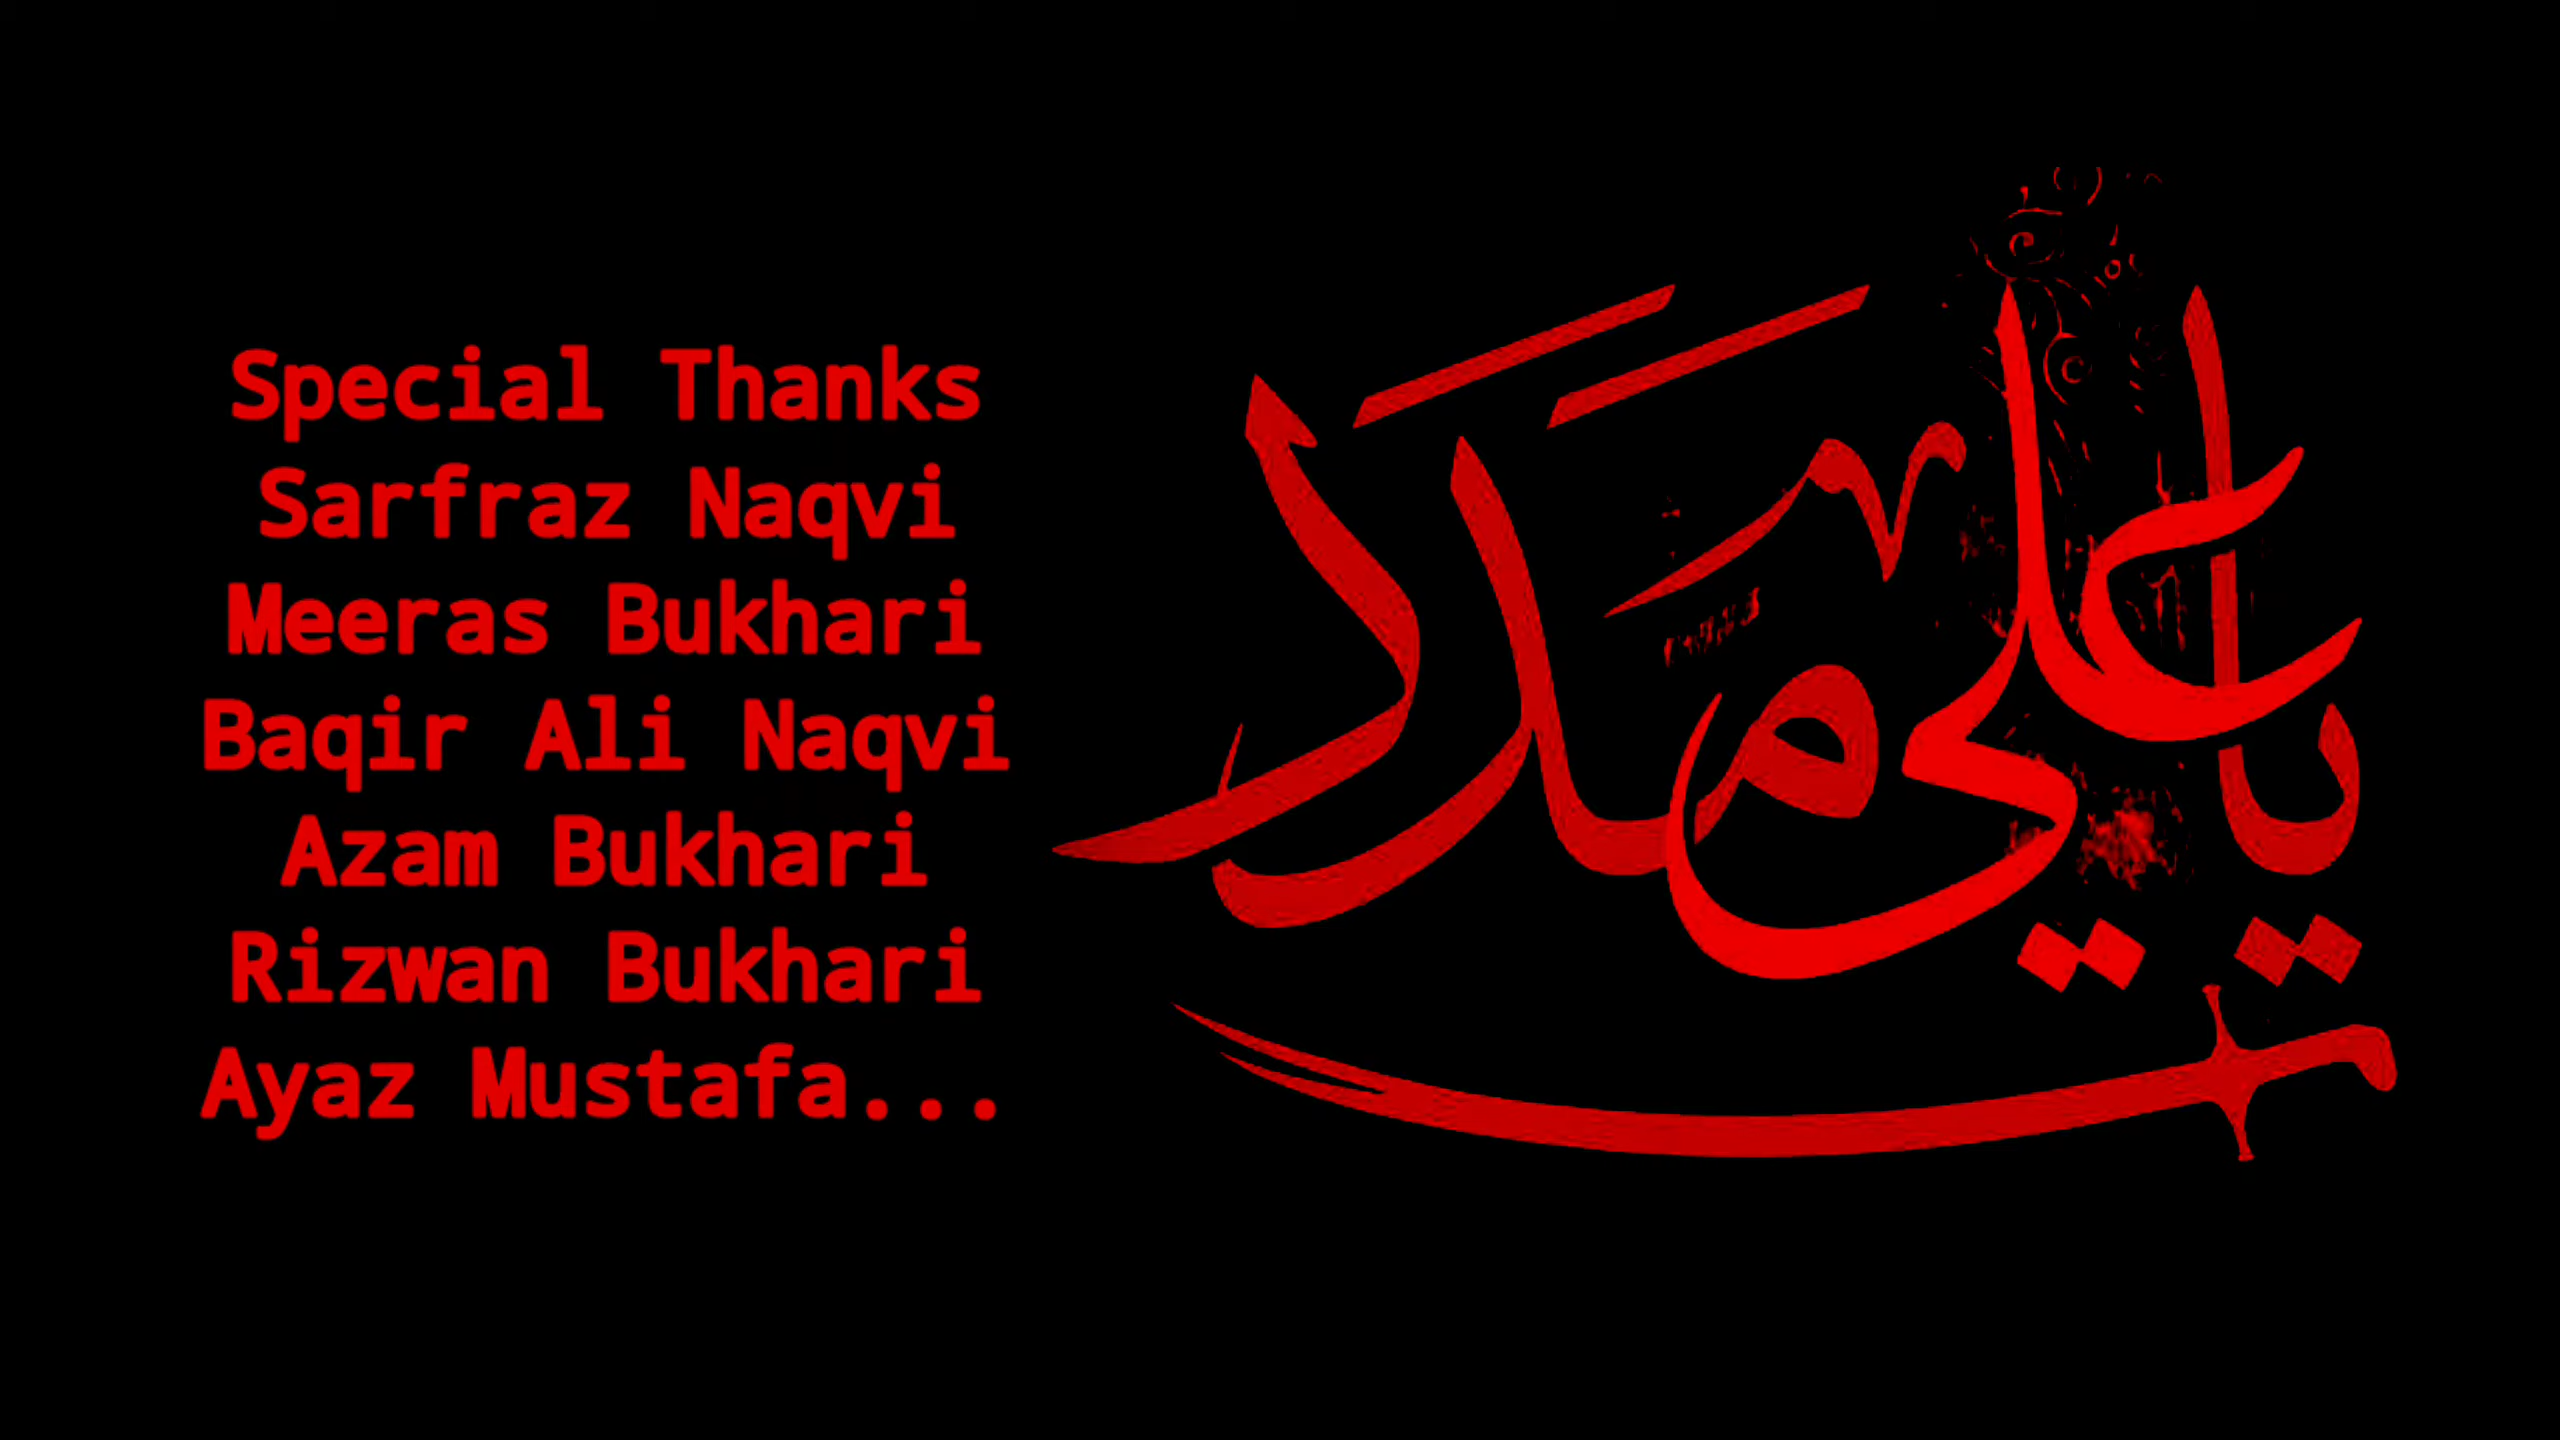 Special Thanks
Sarfraz Naqvi
Meeras Bukhari
Baqir Ali Naqvi
Azam Bukhari
Rizwan Bukhari
Ayaz Mustafa...
یا علی مدد